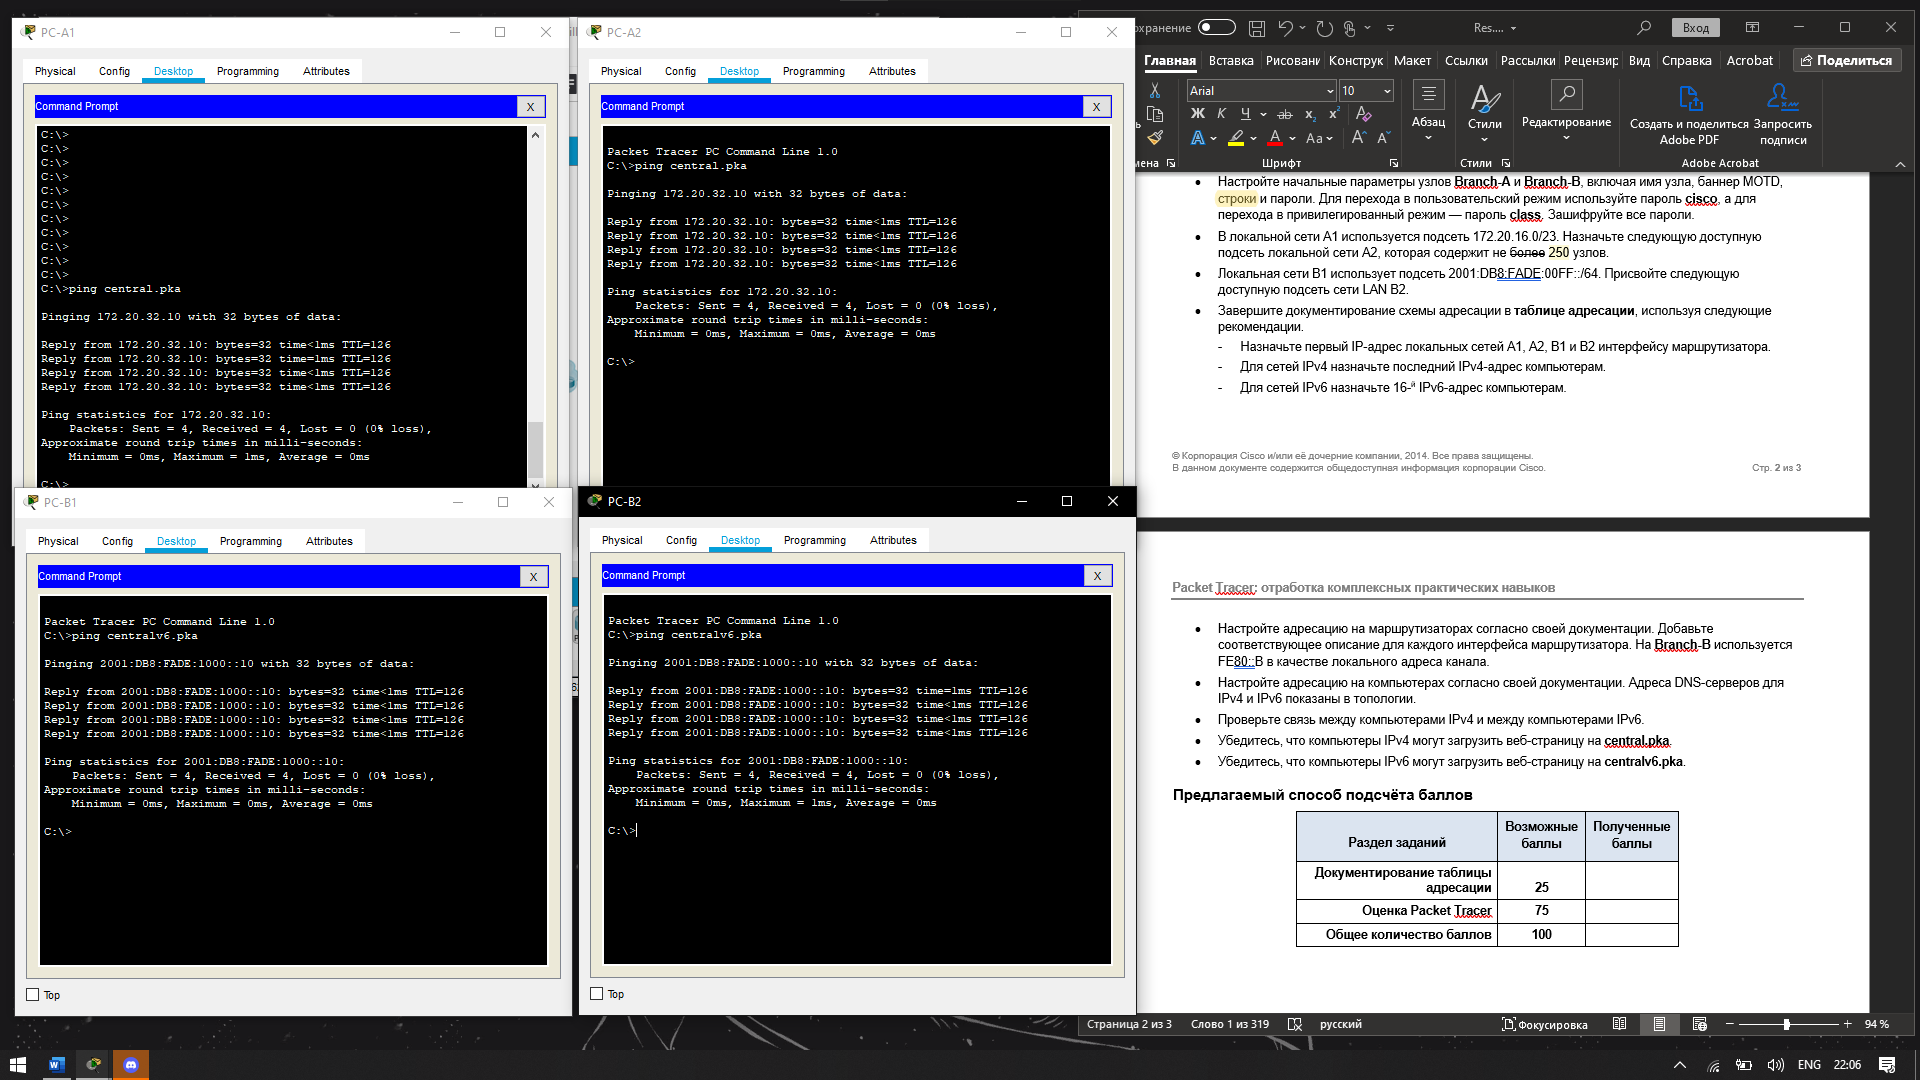 PC-A1
Physical Config Desktop Programming Attributes
Command Prompt X
C:\>
C:\>
C:\>
C:\>
C:\>
C:\>
C:\>
C:\>
C:\>
C:\>
C:\>
C:\>ping central.pka
Pinging 172.20.32.10 with 32 bytes of data:
Reply from 172.20.32.10: bytes=32 time<1ms TTL=126
Reply from 172.20.32.10: bytes=32 time<1ms TTL=126
Reply from 172.20.32.10: bytes=32 time<1ms TTL=126
Reply from 172.20.32.10: bytes=32 time<1ms TTL=126
Ping statistics for 172.20.32.10:
Packets: Sent = 4, Received = 4, Lost = 0 (0% loss),
Approximate round trip times in milli-seconds:
Minimum = 0ms, Maximum = 1ms, Average = 0ms
C:\>
PC-A2
Physical Config Desktop Programming Attributes
Command Prompt X
Packet Tracer PC Command Line 1.0
C:\>ping central.pka
Pinging 172.20.32.10 with 32 bytes of data:
Reply from 172.20.32.10: bytes=32 time<1ms TTL=126
Reply from 172.20.32.10: bytes=32 time<1ms TTL=126
Reply from 172.20.32.10: bytes=32 time<1ms TTL=126
Reply from 172.20.32.10: bytes=32 time<1ms TTL=126
Ping statistics for 172.20.32.10:
Packets: Sent = 4, Received = 4, Lost = 0 (0% loss),
Approximate round trip times in milli-seconds:
Minimum = 0ms, Maximum = 0ms, Average = 0ms
C:\>
PC-B1
Physical Config Desktop Programming Attributes
Command Prompt X
Packet Tracer PC Command Line 1.0
C:\>ping centralv6.pka
Pinging 2001:DB8:FADE:1000::10 with 32 bytes of data:
Reply from 2001:DB8:FADE:1000::10: bytes=32 time<1ms TTL=126
Reply from 2001:DB8:FADE:1000::10: bytes=32 time<1ms TTL=126
Reply from 2001:DB8:FADE:1000::10: bytes=32 time<1ms TTL=126
Reply from 2001:DB8:FADE:1000::10: bytes=32 time<1ms TTL=126
Ping statistics for 2001:DB8:FADE:1000::10:
Packets: Sent = 4, Received = 4, Lost = 0 (0% loss),
Approximate round trip times in milli-seconds:
Minimum = 0ms, Maximum = 0ms, Average = 0ms
C:\>
Top
PC-B2
Physical Config Desktop Programming Attributes
Command Prompt X
Packet Tracer PC Command Line 1.0
C:\>ping centralv6.pka
Pinging 2001:DB8:FADE:1000::10 with 32 bytes of data:
Reply from 2001:DB8:FADE:1000::10: bytes=32 time=1ms TTL=126
Reply from 2001:DB8:FADE:1000::10: bytes=32 time<1ms TTL=126
Reply from 2001:DB8:FADE:1000::10: bytes=32 time<1ms TTL=126
Reply from 2001:DB8:FADE:1000::10: bytes=32 time<1ms TTL=126
Ping statistics for 2001:DB8:FADE:1000::10:
Packets: Sent = 4, Received = 4, Lost = 0 (0% loss),
Approximate round trip times in milli-seconds:
Minimum = 0ms, Maximum = 1ms, Average = 0ms
C:\>
Top
охранение Res.... Вход
Главная Вставка Рисовани Конструк Макет Ссылки Рассылки Рецензир Вид Справка Acrobat Поделиться
Arial 10
Ж К Ч ab x₂ x²
A Aa A A
Абзац Стили Редактирование
Создать и поделиться Adobe PDF
Запросить подписи
мена Шрифт Стили Adobe Acrobat
• Настройте начальные параметры узлов Branch-A и Branch-B, включая имя узла, баннер MOTD,
строки и пароли. Для перехода в пользовательский режим используйте пароль cisco, а для
перехода в привилегированный режим — пароль class. Зашифруйте все пароли.
• В локальной сети A1 используется подсеть 172.20.16.0/23. Назначьте следующую доступную
подсеть локальной сети A2, которая содержит не более 250 узлов.
• Локальная сети B1 использует подсеть 2001:DB8:FADE:00FF::/64. Присвойте следующую
доступную подсеть сети LAN B2.
• Завершите документирование схемы адресации в таблице адресации, используя следующие
рекомендации.
- Назначьте первый IP-адрес локальных сетей A1, A2, B1 и B2 интерфейсу маршрутизатора.
- Для сетей IPv4 назначьте последний IPv4-адрес компьютерам.
- Для сетей IPv6 назначьте 16-й IPv6-адрес компьютерам.
© Корпорация Cisco и/или её дочерние компании, 2014. Все права защищены.
В данном документе содержится общедоступная информация корпорации Cisco. Стр. 2 из 3
Packet Tracer: отработка комплексных практических навыков
• Настройте адресацию на маршрутизаторах согласно своей документации. Добавьте
соответствующее описание для каждого интерфейса маршрутизатора. На Branch-B используется
FE80::B в качестве локального адреса канала.
• Настройте адресацию на компьютерах согласно своей документации. Адреса DNS-серверов для
IPv4 и IPv6 показаны в топологии.
• Проверьте связь между компьютерами IPv4 и между компьютерами IPv6.
• Убедитесь, что компьютеры IPv4 могут загрузить веб-страницу на central.pka.
• Убедитесь, что компьютеры IPv6 могут загрузить веб-страницу на centralv6.pka.
Предлагаемый способ подсчёта баллов
Раздел заданий Возможные баллы Полученные баллы
Документирование таблицы адресации 25
Оценка Packet Tracer 75
Общее количество баллов 100
Страница 2 из 3 Слово 1 из 319 русский Фокусировка 94 %
ENG 22:06